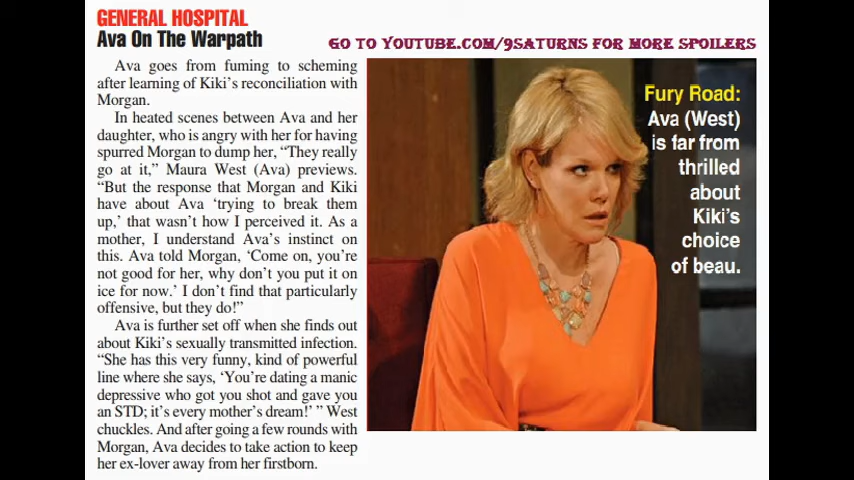 GENERAL HOSPITAL
Ava On The Warpath
GO TO YOUTUBE.COM/9SATURNS FOR MORE SPOILERS
Ava goes from fuming to scheming
after learning of Kiki's reconciliation with
Morgan.
In heated scenes between Ava and her
daughter, who is angry with her for having
spurred Morgan to dump her, “They really
go at it,” Maura West (Ava) previews.
“But the response that Morgan and Kiki
have about Ava ‘trying to break them
up,’ that wasn't how I perceived it. As a
mother, I understand Ava's instinct on
this. Ava told Morgan, ‘Come on, you're
not good for her, why don't you put it on
ice for now.’ I don't find that particularly
offensive, but they do!”
Ava is further set off when she finds out
about Kiki's sexually transmitted infection.
“She has this very funny, kind of powerful
line where she says, ‘You're dating a manic
depressive who got you shot and gave you
an STD; it's every mother's dream!’ ” West
chuckles. And after going a few rounds with
Morgan, Ava decides to take action to keep
her ex-lover away from her firstborn.
Fury Road:
Ava (West)
is far from
thrilled
about
Kiki's
choice
of beau.